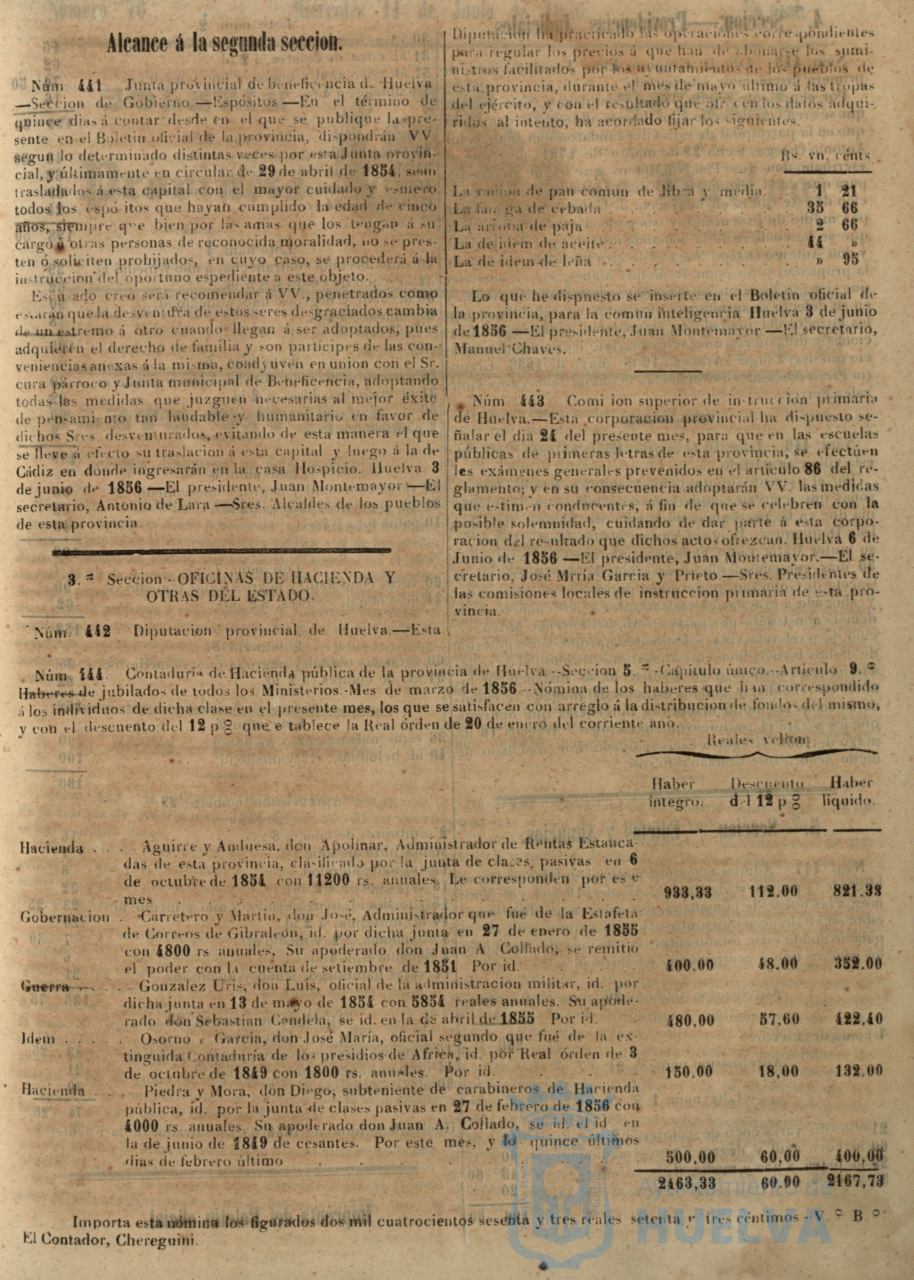 Alcance á la segunda seccion.
Núm 441 Junta provincial de beneficencia de Huelva
—Seccion de Gobierno.—Espósitos—En el término de
quince dias á contar desde en el que se publique la pre-
sente en el Boletin oficial de la provincia, dispondrán VV
segun lo determinado distintas veces por esta Junta provin-
cial, y últimamente en circular de 29 de abril de 1854, sean
trasladados á esta capital con el mayor cuidado y esmero
todos los espó itos que hayan cumplido la edad de cinco
años, siempre que bien por las amas que los tengan á su
cargo ú otras personas de reconocida moralidad, no se pres-
ten ó soliciten prohijados, en cuyo caso, se procederá á la
instruccion del oportuno espediente a este objeto.
Escu ado creo será recomendar á VV., penetrados como
estarán que la desventura de estos seres desgraciados cambia
de un estremo á otro cuando llegan á ser adoptados, pues
adquieren el derecho de familia y son partícipes de las con-
veniencias anexas á la mi ma, coadyuven en union con el Sr.
cura párroco y Junta municipal de Beneficencia, adoptando
todas las medidas que juzguen necesarias al mejor éxito
de pensami nto tan laudable y humanitario en favor de
dichos Sres desventurados, evitando de esta manera el que
se lleve á efecto su traslacion á esta capital y luego á la de
Cádiz en donde ingresarán en la casa Hospicio. Huelva 3
de junio de 1856—El presidente, Juan Montemayor—El
secretario, Antonio de Lara—Sres. Alcaldes de los pueblos
de esta provincia
3.ª Seccion--OFICINAS DE HACIENDA Y
OTRAS DEL ESTADO.
Núm. 442 Diputacion provincial de Huelva.—Esta
Diputacion ha practicado las operaciones correspondientes
para regular los precios á que han de abonarse los sumi-
nistros facilitados por los ayuntamientos de los pueblos de
esta provincia, durante el mes de mayo último á las tropas
del ejército, y con el resultado que ofr cen los datos adqui-
ridos al intento, ha acordado fijar los siguientes.
Rs. vn. cénts
La racion de pan comun de libra y media. 1 21
La fan ga de cebada . . . . . 35 66
La arroba de paja . . . . . 2 66
La de idem de aceite . . . . . 44 »
La de idem de leña . . . . . » 95
Lo que he dispuesto se inserte en el Boletin oficial de
la provincia, para la comun inteligencia Huelva 3 de junio
de 1856—El presidente, Juan Montemayor—El secretario,
Manuel Chaves.
Núm 443 Comi ion superior de in truccion primaria
de Huelva.—Esta corporacion provincial ha dispuesto se-
ñalar el dia 24 del presente mes, para que en las escuelas
públicas de primeras letras de esta provincia, se efectúen
los exámenes generales prevenidos en el artículo 86 del re-
glamento; y en su consecuencia adoptarán VV. las medidas
que estimen conducentes, á fin de que se celebren con la
posible solemnidad, cuidando de dar parte á esta corpo-
racion del resultado que dichos actos ofrezcan. Huelva 6 de
Junio de 1856—El presidente, Juan Montemayor.—El se-
cretario, José Mrría Garcia y Prieto—Sres. Presidentes de
las comisiones locales de instruccion primaria de esta pro-
vincia.
Núm 444 Contaduría de Hacienda pública de la provincia de Huelva--Seccion 5.ª-Capítulo único.-Artículo 9.º
Haberes de jubilados de todos los Ministerios.-Mes de marzo de 1856--Nómina de los haberes que han correspondido
á los individuos de dicha clase en el presente mes, los que se satisfacen con arreglo á la distribucion de fondos del mismo,
y con el descuento del 12 p% que e tablece la Real órden de 20 de enero del corriente año.
Reales vellon.
Haber Descuento Haber
íntegro. d l 12 p% líquido.
Hacienda . . . Aguirre y Anduesa, don Apolinar, Administrador de Rentas Estanca-
das de esta provincia, clasificado por la junta de clases, pasivas en 6
de octubre de 1854 con 11200 rs. anuales. Le corresponden por es e
mes . . . . . 933,33 112.00 821.33
Gobernacion . Carretero y Martin, don José, Administrador que fué de la Estafeta
de Correos de Gibraleon, id. por dicha junta en 27 de enero de 1855
con 4800 rs anuales, Su apoderado don Juan A Collado, se remitió
el poder con la cuenta de setiembre de 1851 Por id. . . 400.00 48.00 352.00
Guerra . . . . Gonzalez Uris, don Luis, oficial de la administracion militar, id. por
dicha junta en 13 de mayo de 1854 con 5854 reales anuales. Su apode-
rado don Sebastian Candela, se id. en la de abril de 1855 Por id. 480,00 57,60 422,40
Idem . . . . . Osorno y Garcia, don José María, oficial segundo que fué de la ex-
tinguida Contaduría de los presidios de Africa, id. por Real órden de 3
de octubre de 1849 con 1800 rs. anuales. Por id. . . . 150,00 18,00 132.00
Hacienda . . . Piedra y Mora, don Diego, subteniente de carabineros de Hacienda
pública, id. por la junta de clases pasivas en 27 de febrero de 1856 con
4000 rs. anuales. Su apoderado don Juan A. Collado, se id. el id en
la de junio de 1849 de cesantes. Por este mes, y lo quince últimos
dias de febrero último . . . . 500,00 60,00 400,00
2463,33 60.00 2167,73
Importa esta nómina los figurados dos mil cuatrocientos sesenta y tres reales setenta y tres céntimos--V.º B º
El Contador, Chereguini.
Ayuntamiento de
HUELVA